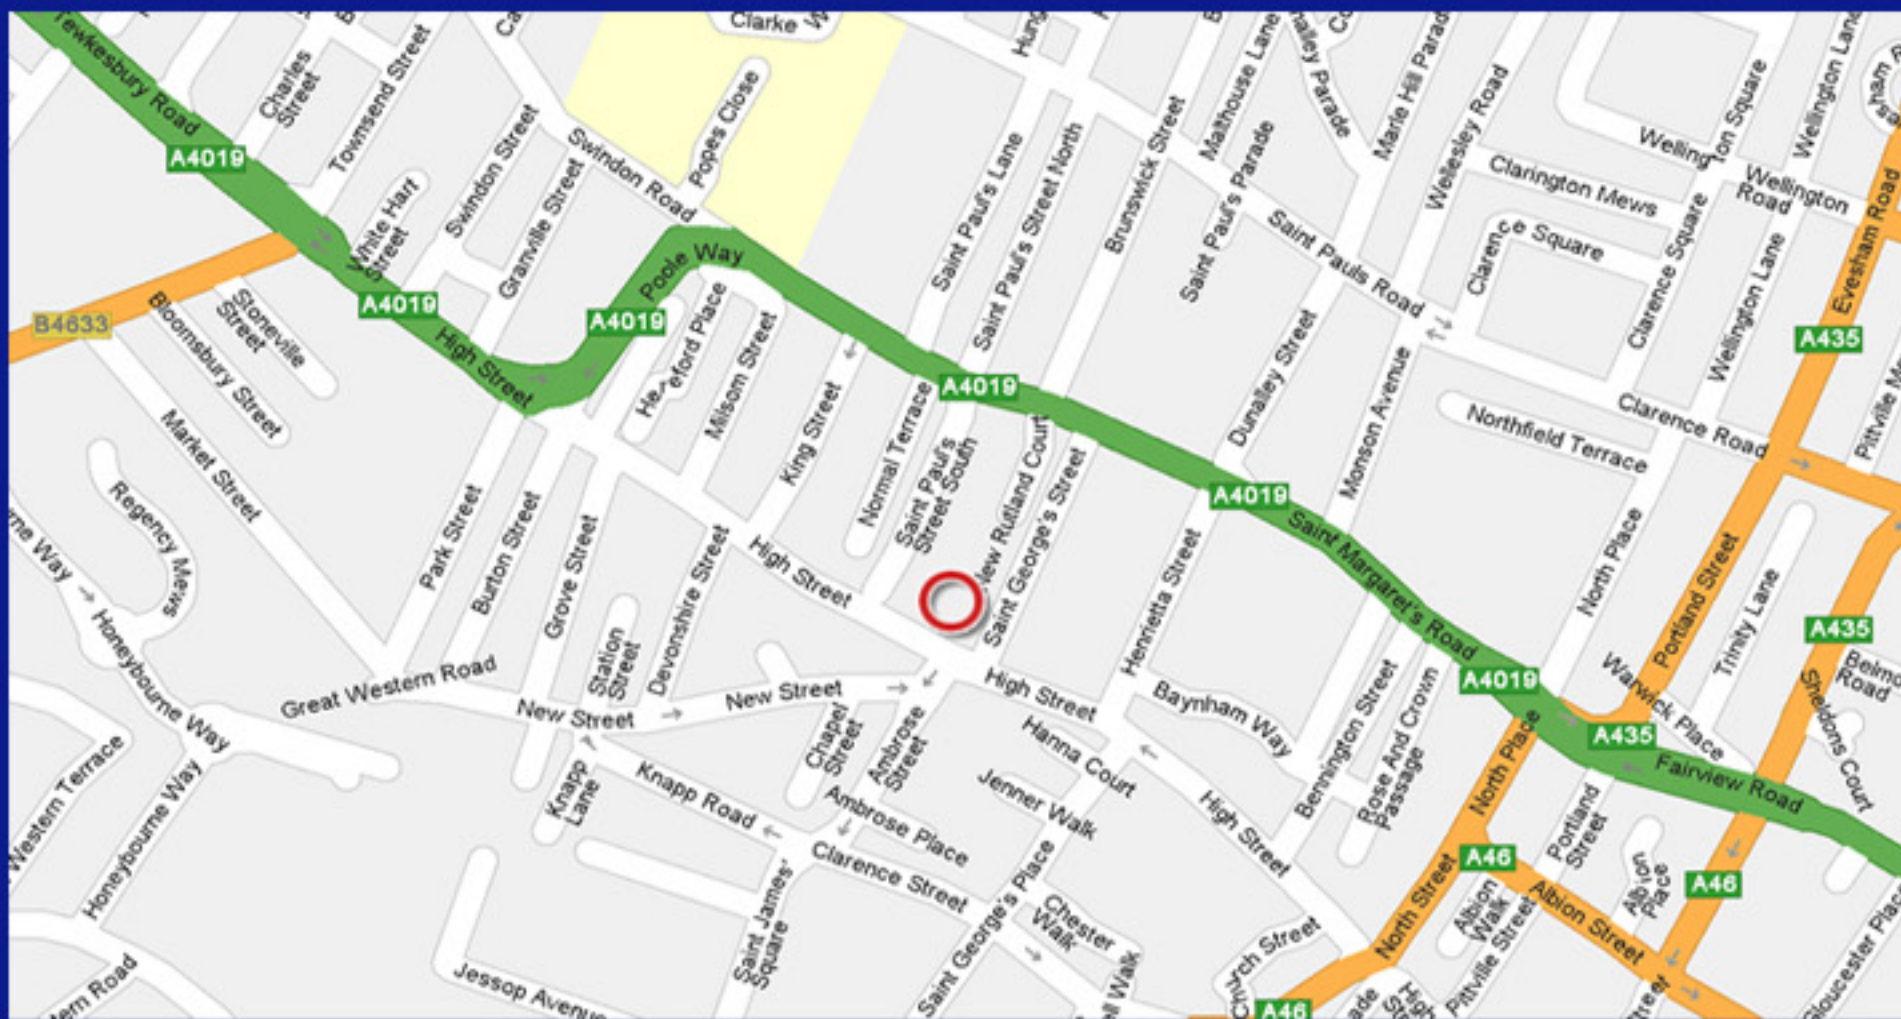 Clarke
Tewkesbury Road
Charles
Street
Townsend Street
A4019
White Hart
Street
Swindon Street
Granville Street
Swindon Road
Popes Close
Poole Way
A4019
A4019
High Street
B4633
Bloomsbury Street
Stoneville
Street
Market Street
Hereford Place
Milsom Street
King Street
Normal Terrace
Saint Paul's
Street South
New Rutland Court
Saint George's Street
Saint Paul's Lane
Saint Paul's Street North
A4019
Brunswick Street
Malthouse Lane
Saint Paul's Parade
Marle Hill Parade
Wellesley Road
Saint Pauls Road
Clarington Mews
Clarence Square
Clarence Square
Wellington
Road
Wellington Lane
Wellington Lane
Evesham Road
A435
Dunalley Street
Monson Avenue
Northfield Terrace
Clarence Road
A4019
Saint Margaret's Road
Henrietta Street
North Place
Portland Street
Trinity Lane
A435
Road
Sheldons Court
Warwick Place
A4019
A435
Fairview Road
Regency Mews
Honeybourne Way
Honeybourne Way
Western Terrace
Great Western Road
Park Street
Burton Street
Grove Street
Station
Street
Devonshire Street
High Street
New Street
New Street
Chapel
Street
Ambrose
Street
High Street
Hanna Court
Jenner Walk
Baynham Way
Bennington Street
Rose And Crown
Passage
North Place
Portland
Street
Knapp
Lane
Knapp Road
Ambrose Place
Clarence Street
High Street
A46
A46
Albion
Place
Albion
Walk
Albion Street
North Street
Pittville Street
Saint James'
Square
Saint George's Place
Chester
Walk
Church Street
Jessop Avenue
A46
High
Gloucester Place